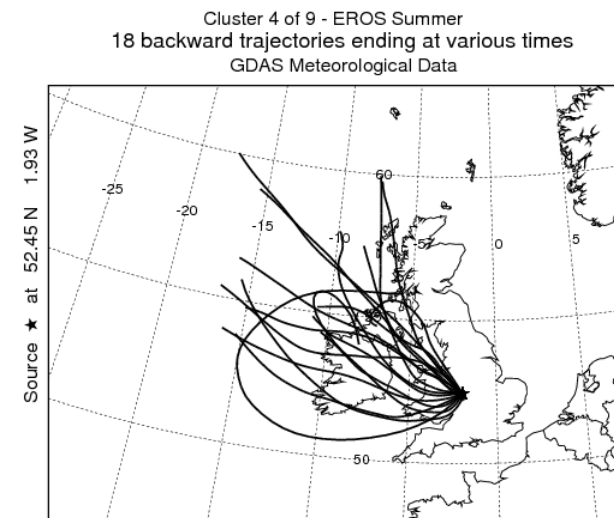 Cluster 4 of 9 - EROS Summer
18 backward trajectories ending at various times
GDAS Meteorological Data
Source ★ at 52.45 N 1.93 W
60
-25
-20
-15
-10
-5
0
5
50